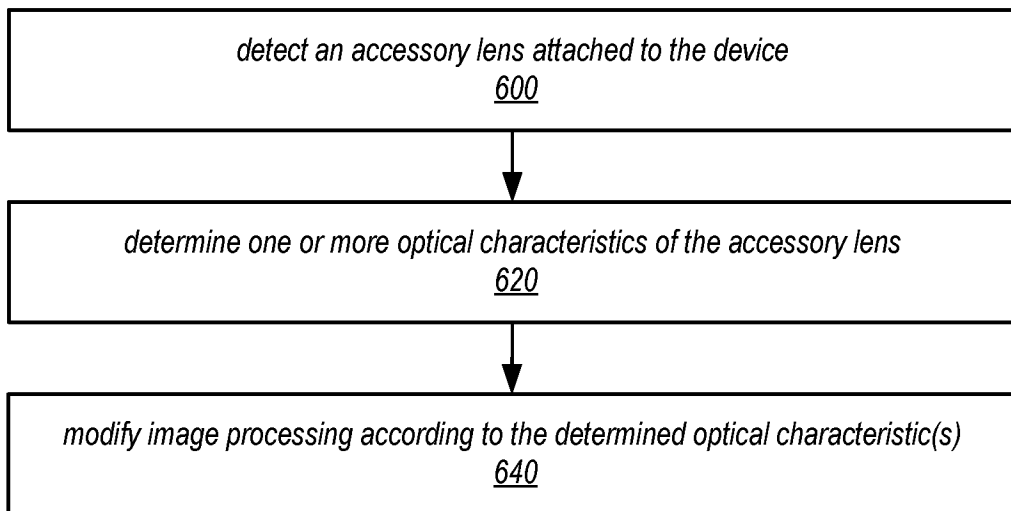 detect an accessory lens attached to the device
600
determine one or more optical characteristics of the accessory lens
620
modify image processing according to the determined optical characteristic(s)
640